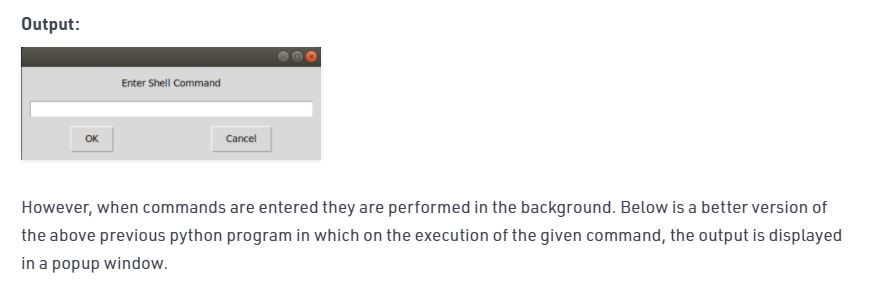 Output:
Enter Shell Command
OK Cancel
However, when commands are entered they are performed in the background. Below is a better version of
the above previous python program in which on the execution of the given command, the output is displayed
in a popup window.